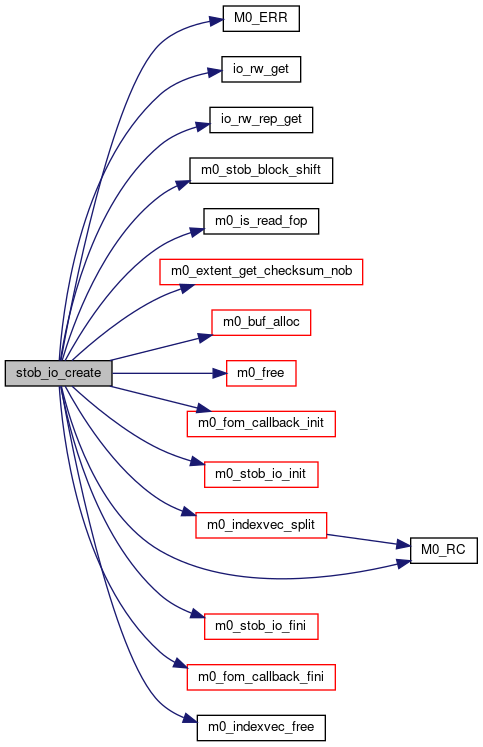 M0_ERR
io_rw_get
io_rw_rep_get
m0_stob_block_shift
m0_is_read_fop
m0_extent_get_checksum_nob
m0_buf_alloc
stob_io_create
m0_free
m0_fom_callback_init
m0_stob_io_init
m0_indexvec_split
M0_RC
m0_stob_io_fini
m0_fom_callback_fini
m0_indexvec_free